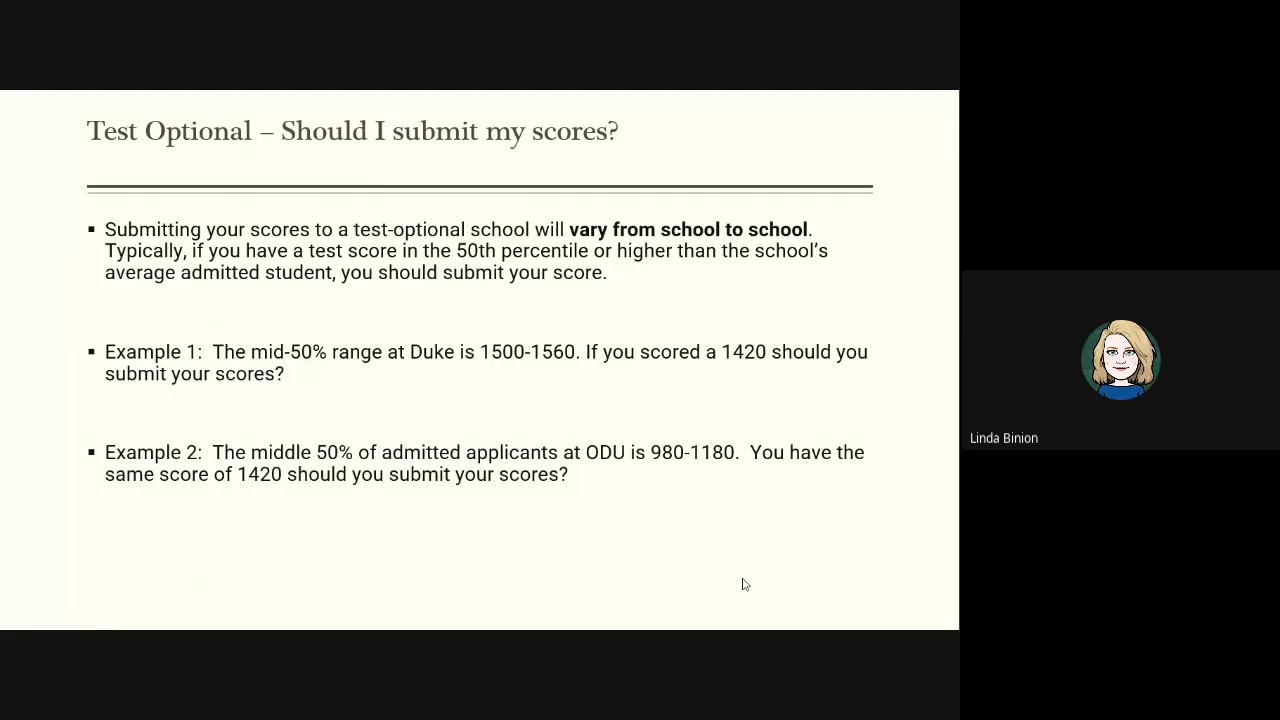 Test Optional – Should I submit my scores?
▪ Submitting your scores to a test-optional school will vary from school to school.
Typically, if you have a test score in the 50th percentile or higher than the school's
average admitted student, you should submit your score.
▪ Example 1:  The mid-50% range at Duke is 1500-1560. If you scored a 1420 should you
submit your scores?
▪ Example 2:  The middle 50% of admitted applicants at ODU is 980-1180.  You have the
same score of 1420 should you submit your scores?
Linda Binion